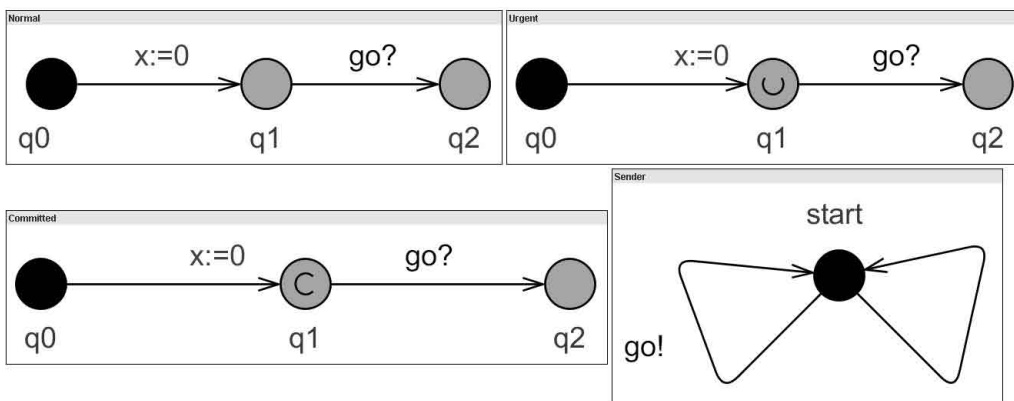 Normal
x:=0
go?
q0
q1
q2
Urgent
x:=0
go?
q0
q1
q2
Committed
x:=0
go?
C
q0
q1
q2
Sender
start
go!